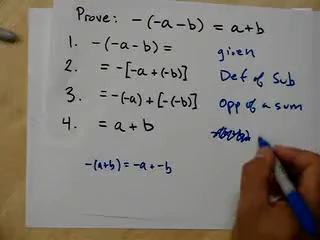 Prove: -(-a-b) = a+b
1. -(-a-b) = given
2. = -[-a+(-b)] Def of Sub
3. = -(-a) + [-(-b)] Opp of a sum
4. = a + b
-(a+b) = -a + -b